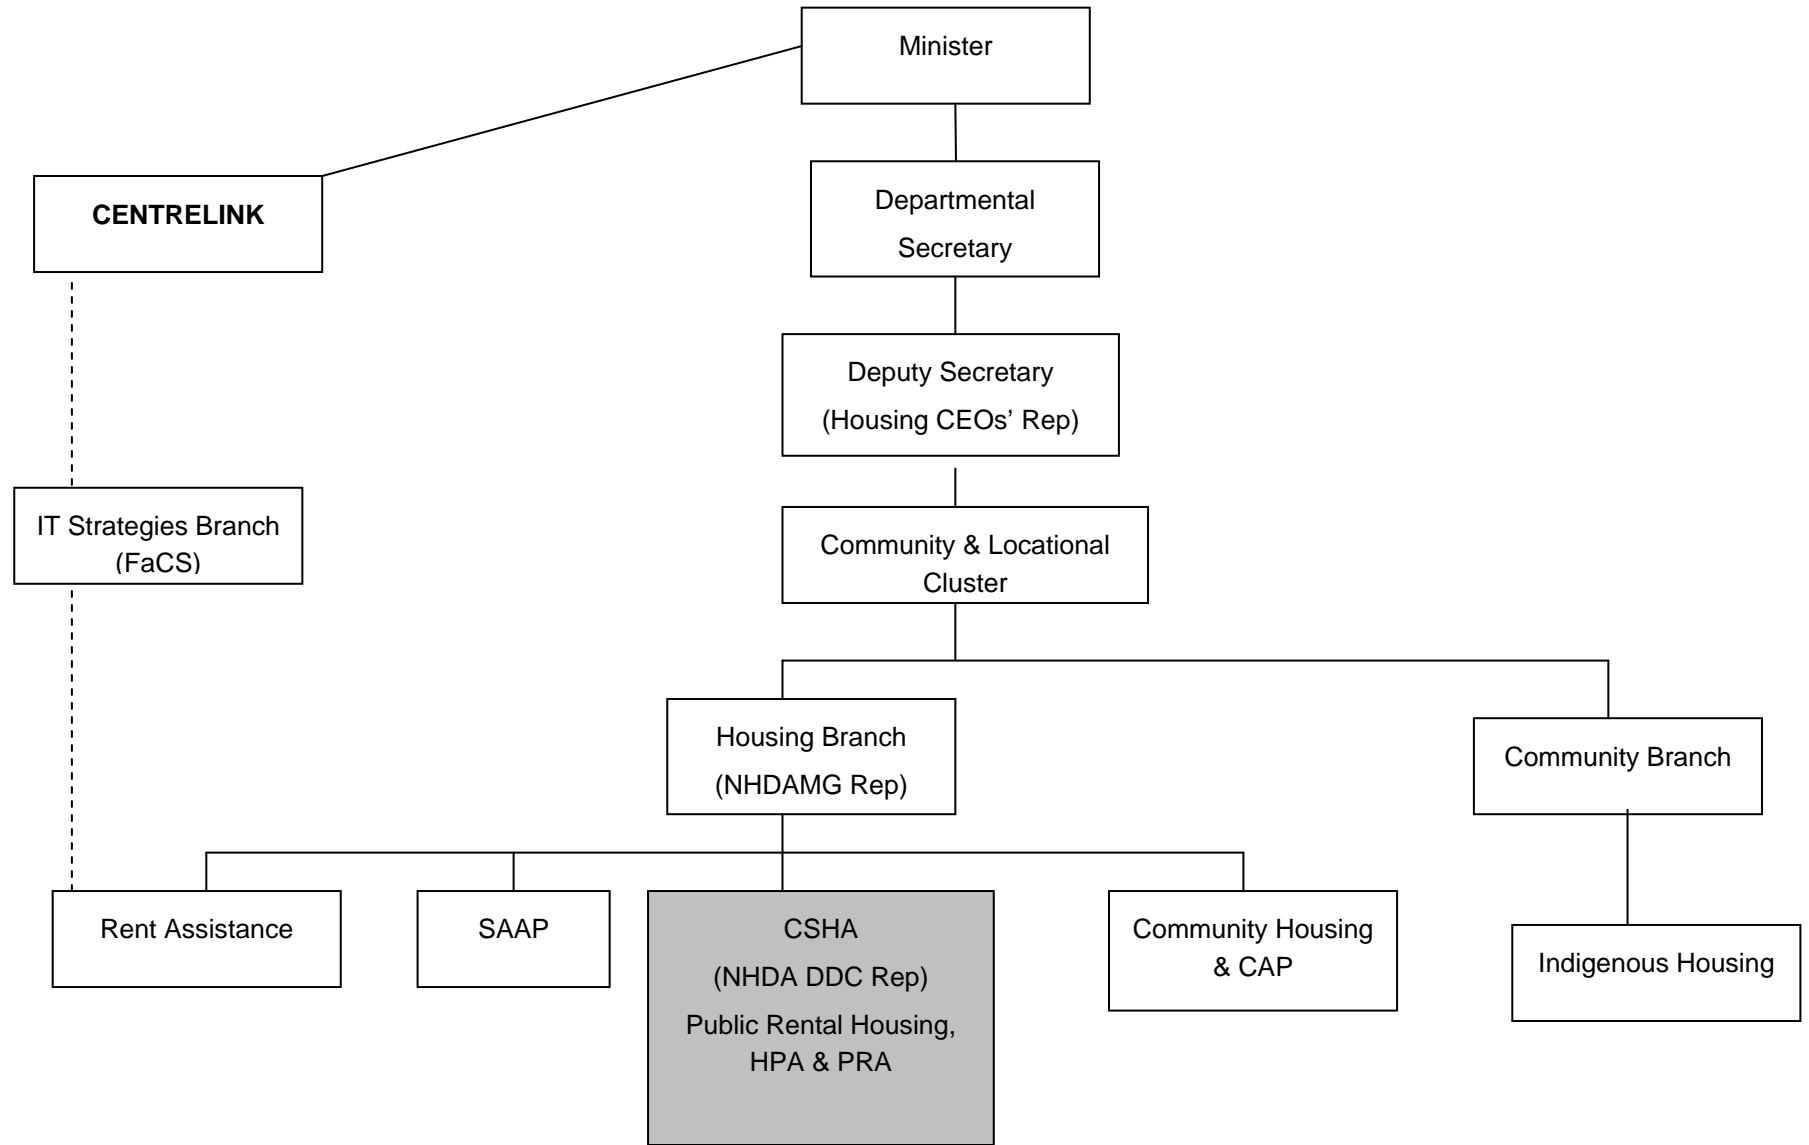 Minister
CENTRELINK
Departmental
Secretary
Deputy Secretary
(Housing CEOs’ Rep)
IT Strategies Branch
(FaCS)
Community & Locational
Cluster
Housing Branch
(NHDAMG Rep)
Community Branch
Rent Assistance
SAAP
CSHA
(NHDA DDC Rep)
Public Rental Housing,
HPA & PRA
Community Housing
& CAP
Indigenous Housing